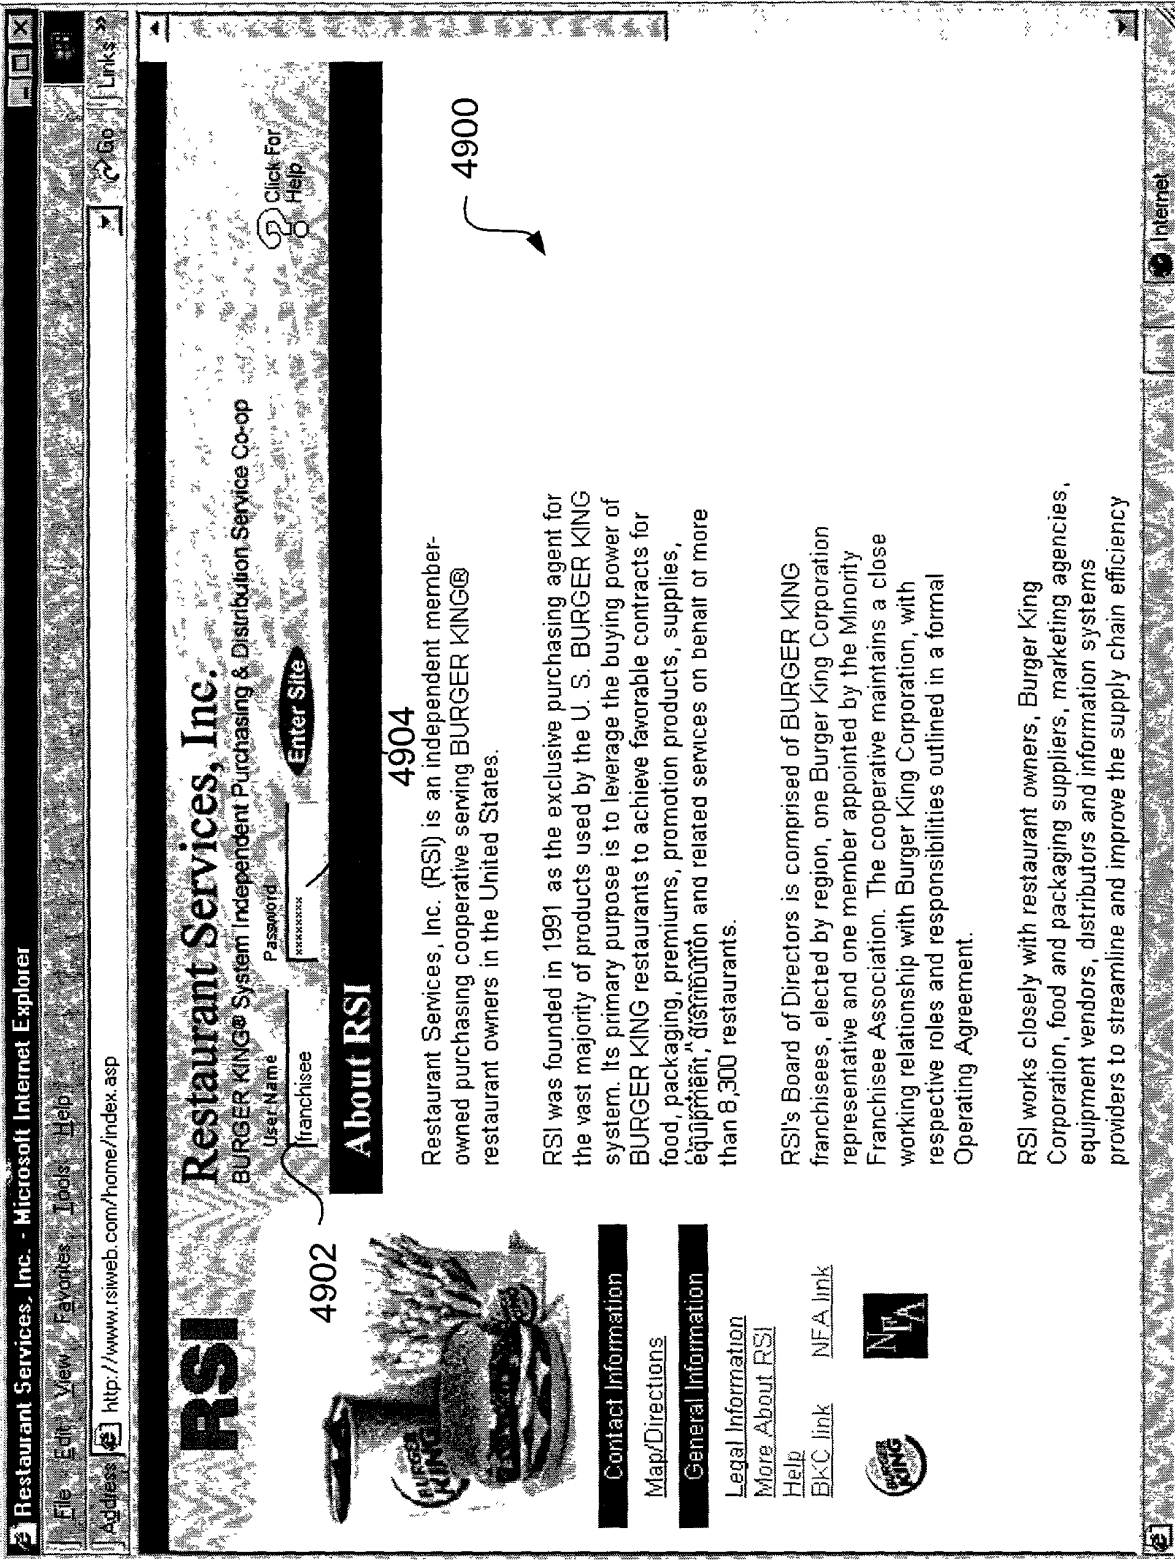 Restaurant Services, Inc. - Microsoft Internet Explorer
File Edit View Favorites Tools Help
Address http://www.rsiweb.com/home/index.asp Go Links »
RSI
Restaurant Services, Inc.
BURGER KING® System Independent Purchasing & Distribution Service Co-op
User Name Password
franchisee ******** Enter Site
Click For
Help
4902
4904
4900
About RSI
BURGER
KING
Contact Information
Map/Directions
General Information
Legal Information
More About RSI
Help
BKC link NFA link
BURGER
KING
NFA
Restaurant Services, Inc. (RSI) is an independent member-
owned purchasing cooperative serving BURGER KING®
restaurant owners in the United States.
RSI was founded in 1991 as the exclusive purchasing agent for
the vast majority of products used by the U. S. BURGER KING
system. Its primary purpose is to leverage the buying power of
BURGER KING restaurants to achieve favorable contracts for
food, packaging, premiums, promotion products, supplies,
equipment, distribution and related services on behalf of more
than 8,300 restaurants.
RSI's Board of Directors is comprised of BURGER KING
franchisees, elected by region, one Burger King Corporation
representative and one member appointed by the Minority
Franchisee Association. The cooperative maintains a close
working relationship with Burger King Corporation, with
respective roles and responsibilities outlined in a formal
Operating Agreement.
RSI works closely with restaurant owners, Burger King
Corporation, food and packaging suppliers, marketing agencies,
equipment vendors, distributors and information systems
providers to streamline and improve the supply chain efficiency
Internet